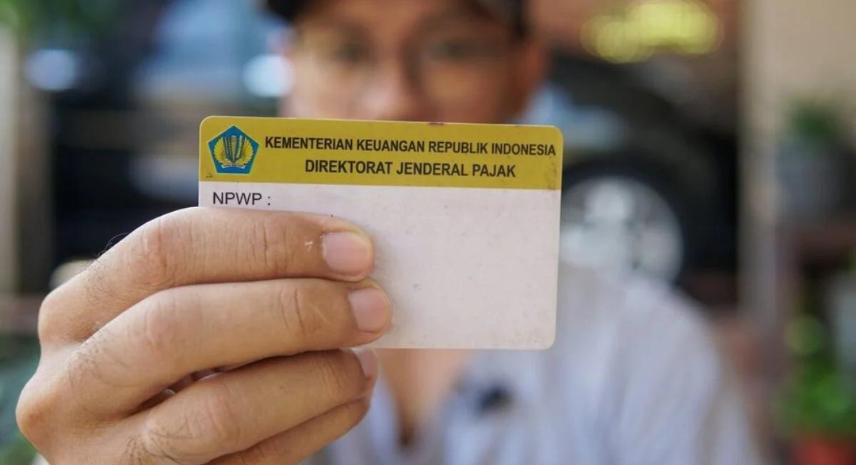 KEMENTERIAN KEUANGAN REPUBLIK INDONESIA
DIREKTORAT JENDERAL PAJAK
NPWP :